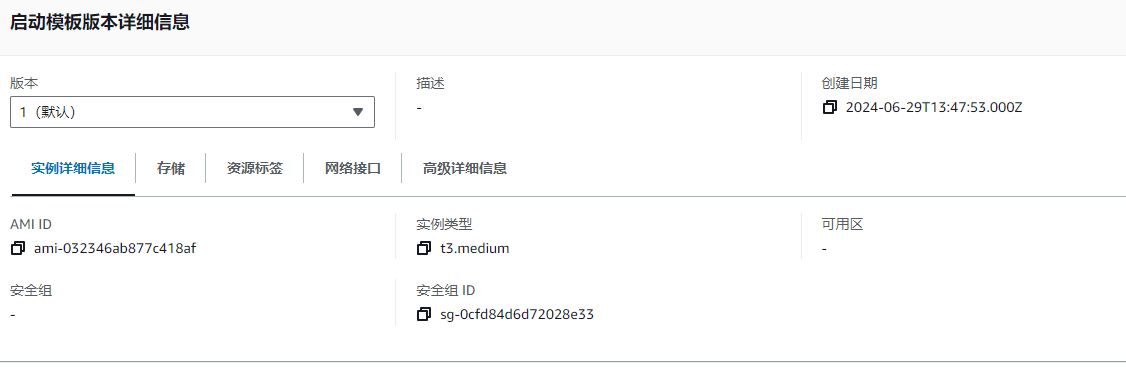 启动模板版本详细信息
版本
描述
创建日期
1（默认）
-
2024-06-29T13:47:53.000Z
实例详细信息
存储
资源标签
网络接口
高级详细信息
AMI ID
实例类型
可用区
ami-032346ab877c418af
t3.medium
-
安全组
安全组 ID
-
sg-0cfd84d6d72028e33